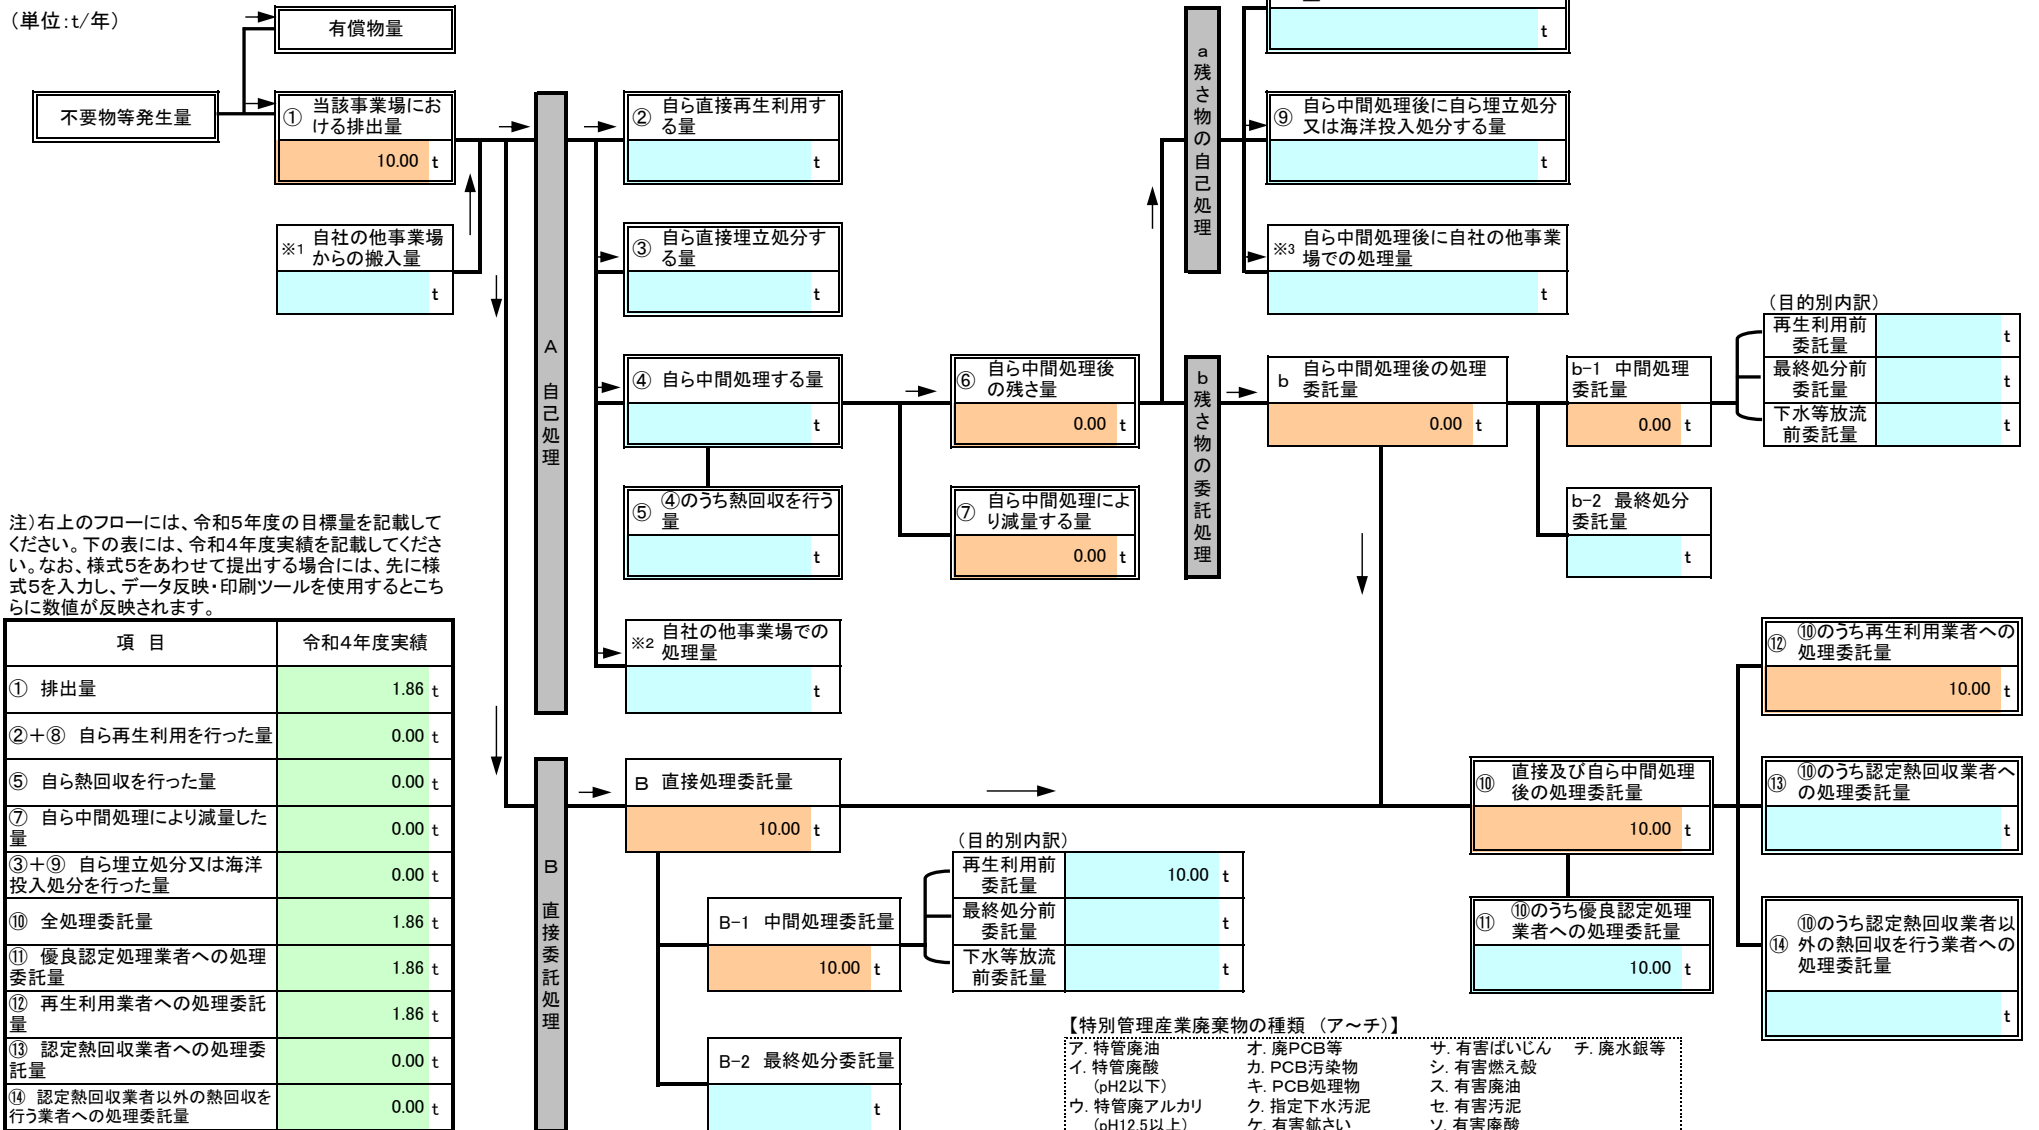 （単位：t/年）
有償物量
不要物等発生量
① 当該事業場にお
ける排出量
10.00 t
※1 自社の他事業場
からの搬入量
t
A 自己処理
② 自ら直接再生利用す
る量
t
③ 自ら直接埋立処分す
る量
t
④ 自ら中間処理する量
t
⑤ ④のうち熱回収を行う
量
t
※2 自社の他事業場での
処理量
t
⑥ 自ら中間処理後
の残さ量
0.00 t
⑦ 自ら中間処理によ
り減量する量
0.00 t
a 残さ物の自己処理
t
⑨ 自ら中間処理後に自ら埋立処分
又は海洋投入処分する量
t
※3 自ら中間処理後に自社の他事業
場での処理量
t
b 残さ物の委託処理
b 自ら中間処理後の処理
委託量
0.00 t
b-1 中間処理
委託量
0.00 t
b-2 最終処分
委託量
t
（目的別内訳）
再生利用前
委託量
t
最終処分前
委託量
t
下水等放流
前委託量
t
注）右上のフローには、令和５年度の目標量を記載して
ください。下の表には、令和４年度実績を記載してくださ
い。なお、様式５をあわせて提出する場合には、先に様
式５を入力し、データ反映・印刷ツールを使用するとこち
らに数値が反映されます。
項 目 令和４年度実績
① 排出量 1.86 t
②＋⑧ 自ら再生利用を行った量 0.00 t
⑤ 自ら熱回収を行った量 0.00 t
⑦ 自ら中間処理により減量した
量 0.00 t
③＋⑨ 自ら埋立処分又は海洋
投入処分を行った量 0.00 t
⑩ 全処理委託量 1.86 t
⑪ 優良認定処理業者への処理
委託量 1.86 t
⑫ 再生利用業者への処理委託
量 1.86 t
⑬ 認定熱回収業者への処理委
託量 0.00 t
⑭ 認定熱回収業者以外の熱回収を
行う業者への処理委託量 0.00 t
B 直接委託処理
B 直接処理委託量
10.00 t
B-1 中間処理委託量
10.00 t
B-2 最終処分委託量
t
（目的別内訳）
再生利用前
委託量
10.00 t
最終処分前
委託量
t
下水等放流
前委託量
t
⑩ 直接及び自ら中間処理
後の処理委託量
10.00 t
⑪ ⑩のうち優良認定処理
業者への処理委託量
10.00 t
⑫ ⑩のうち再生利用業者への
処理委託量
10.00 t
⑬ ⑩のうち認定熱回収業者へ
の処理委託量
t
⑭ ⑩のうち認定熱回収業者以
外の熱回収を行う業者への
処理委託量
t
【特別管理産業廃棄物の種類 （ア～チ）】
ア. 特管廃油 オ. 廃PCB等 サ. 有害ばいじん チ. 廃水銀等
イ. 特管廃酸 カ. PCB汚染物 シ. 有害燃え殻
（pH2以下） キ. PCB処理物 ス. 有害廃油
ウ. 特管廃アルカリ ク. 指定下水汚泥 セ. 有害汚泥
（pH12.5以上） ケ. 有害鉱さい ソ. 有害廃酸